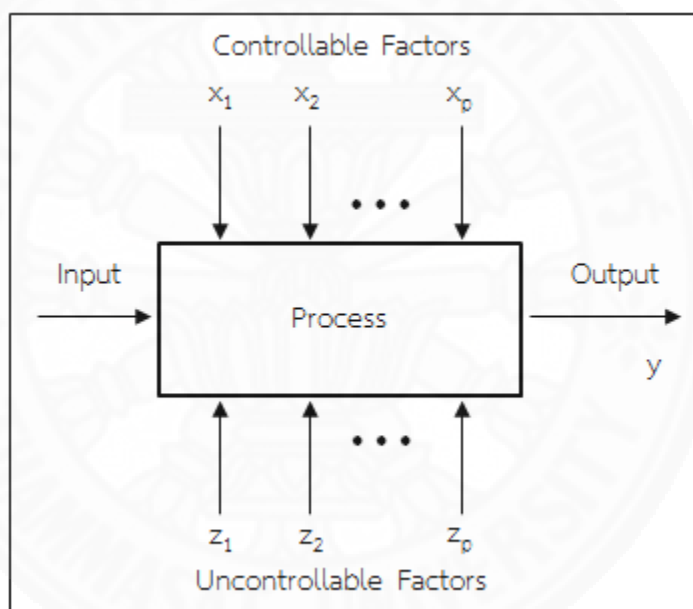 Controllable Factors
x₁ x₂ xₚ
• • •
Input Output
Process
y
• • •
z₁ z₂ zₚ
Uncontrollable Factors